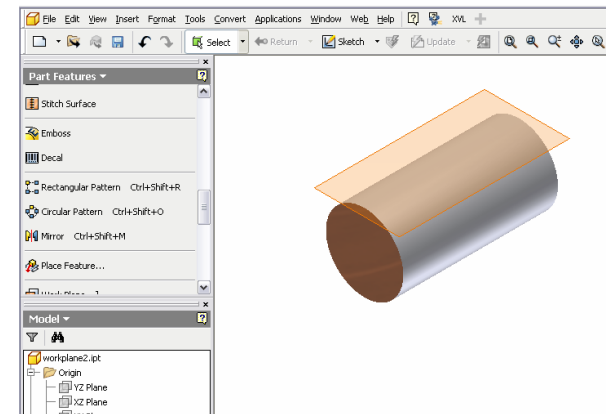 File Edit View Insert Format Tools Convert Applications Window Web Help XVL
Select Return Sketch Update
Part Features
Stitch Surface
Emboss
Decal
Rectangular Pattern Ctrl+Shift+R
Circular Pattern Ctrl+Shift+O
Mirror Ctrl+Shift+M
Place Feature...
Model
workplane2.ipt
Origin
YZ Plane
XZ Plane